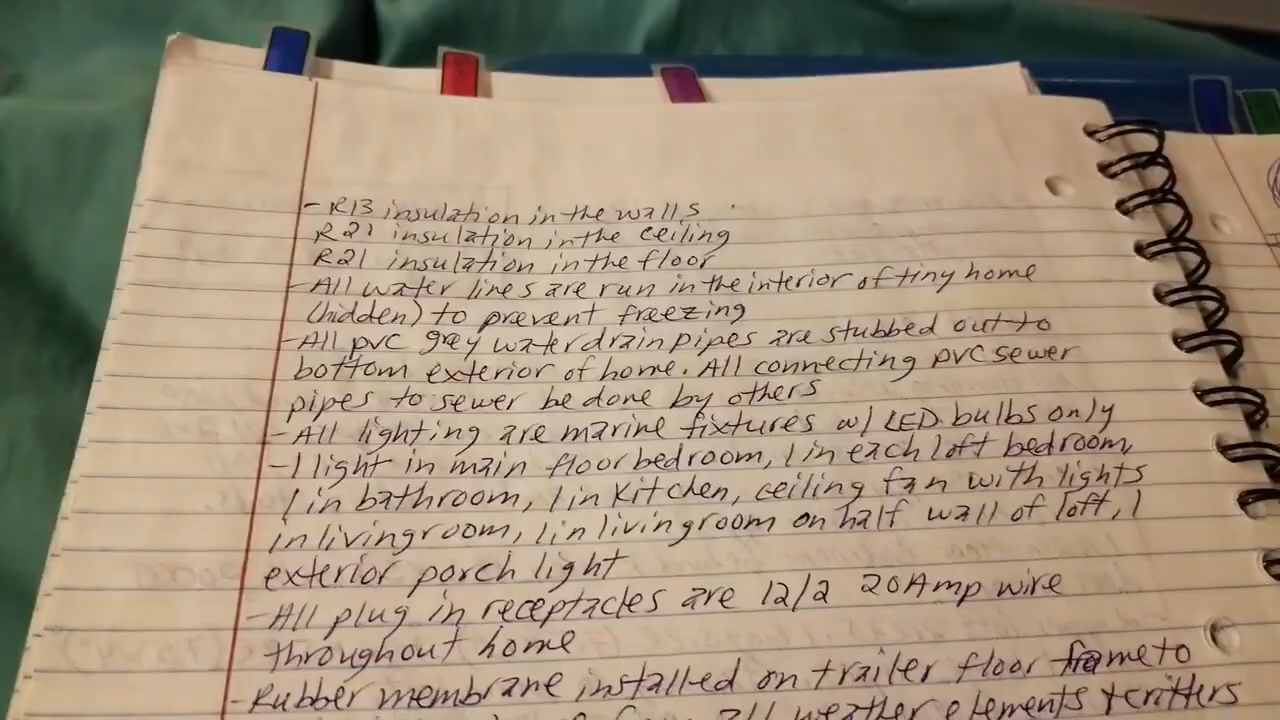 - R13 insulation in the walls
R21 insulation in the ceiling
R21 insulation in the floor
- All water lines are run in the interior of tiny home
(hidden) to prevent freezing
- All pvc grey water drain pipes are stubbed out to
bottom exterior of home. All connecting pvc sewer
pipes to sewer be done by others
- All lighting are marine fixtures w/ LED bulbs only
- 1 light in main floor bedroom, 1 in each loft bedroom,
1 in bathroom, 1 in kitchen, ceiling fan with lights
in livingroom, 1 in livingroom on half wall of loft, 1
exterior porch light
- All plug in receptacles are 12/2 20 Amp wire
throughout home
- Rubber membrane installed on trailer floor frame to
all weather elements + critters